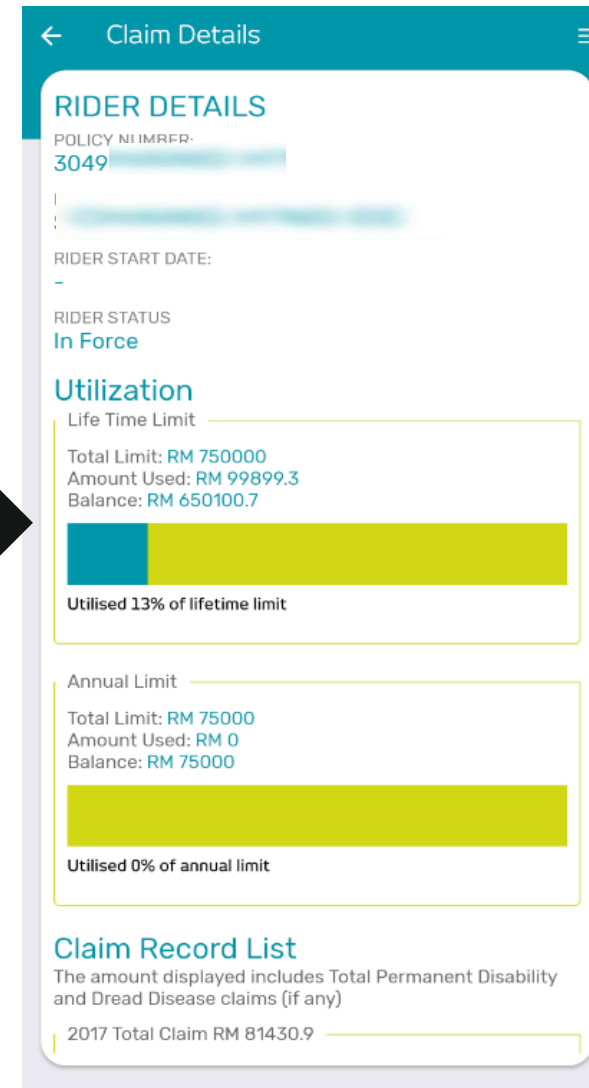 Claim Details
RIDER DETAILS
POLICY NUMBER:
3049
RIDER START DATE:
-
RIDER STATUS
In Force
Utilization
Life Time Limit
Total Limit: RM 750000
Amount Used: RM 99899.3
Balance: RM 650100.7
Utilised 13% of lifetime limit
Annual Limit
Total Limit: RM 75000
Amount Used: RM 0
Balance: RM 75000
Utilised 0% of annual limit
Claim Record List
The amount displayed includes Total Permanent Disability
and Dread Disease claims (if any)
2017 Total Claim RM 81430.9